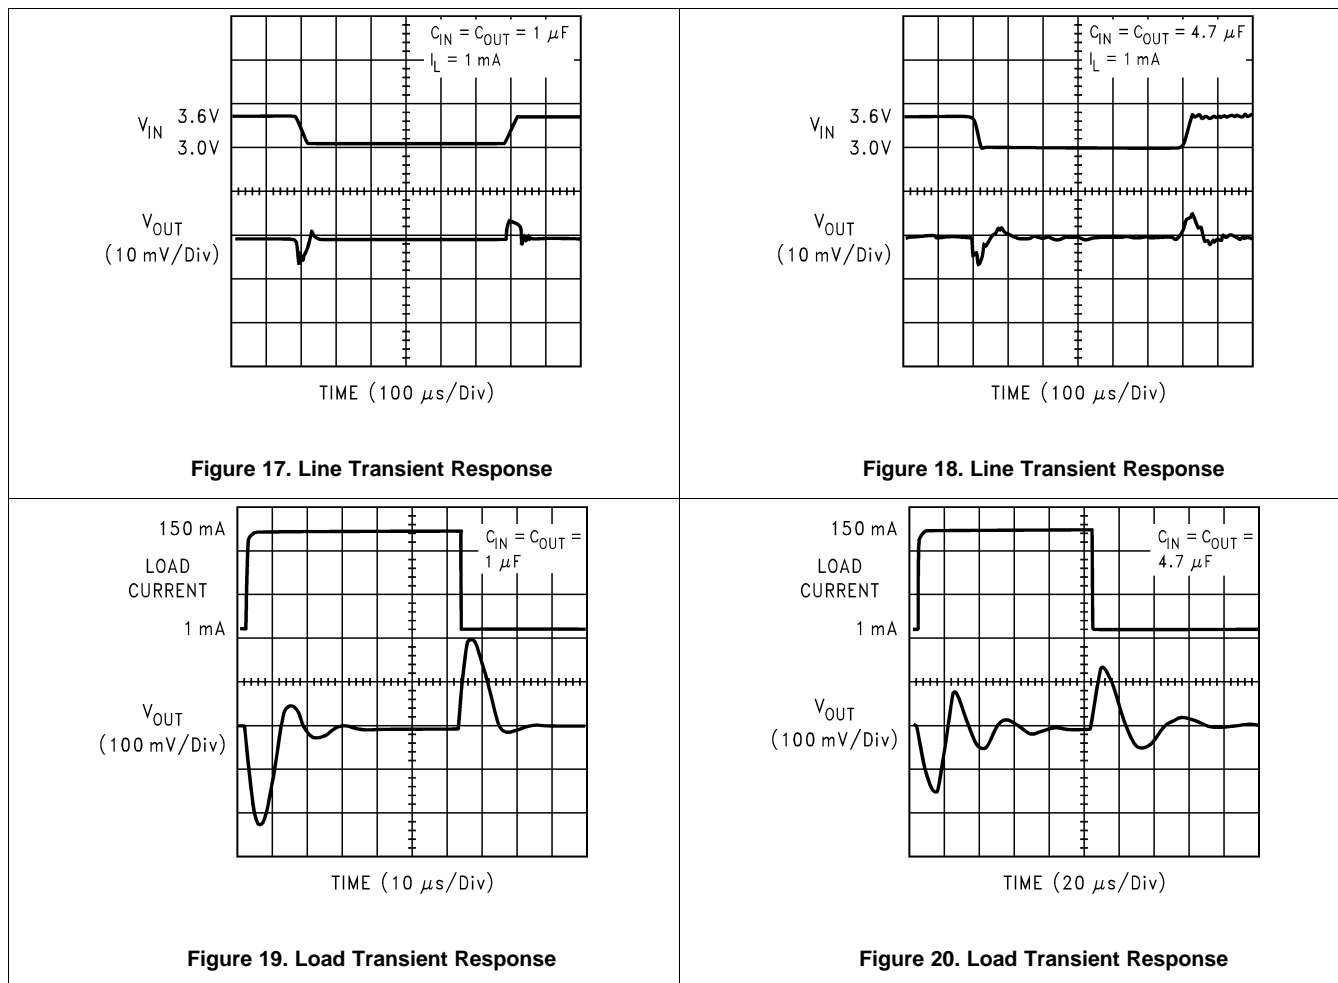 C_IN = C_OUT = 1 μF
I_L = 1 mA
V_IN
3.6V
3.0V
V_OUT
(10 mV/Div)
TIME (100 μs/Div)
Figure 17. Line Transient Response
C_IN = C_OUT = 4.7 μF
I_L = 1 mA
V_IN
3.6V
3.0V
V_OUT
(10 mV/Div)
TIME (100 μs/Div)
Figure 18. Line Transient Response
150 mA
LOAD
CURRENT
1 mA
C_IN = C_OUT =
1 μF
V_OUT
(100 mV/Div)
TIME (10 μs/Div)
Figure 19. Load Transient Response
150 mA
LOAD
CURRENT
1 mA
C_IN = C_OUT =
4.7 μF
V_OUT
(100 mV/Div)
TIME (20 μs/Div)
Figure 20. Load Transient Response